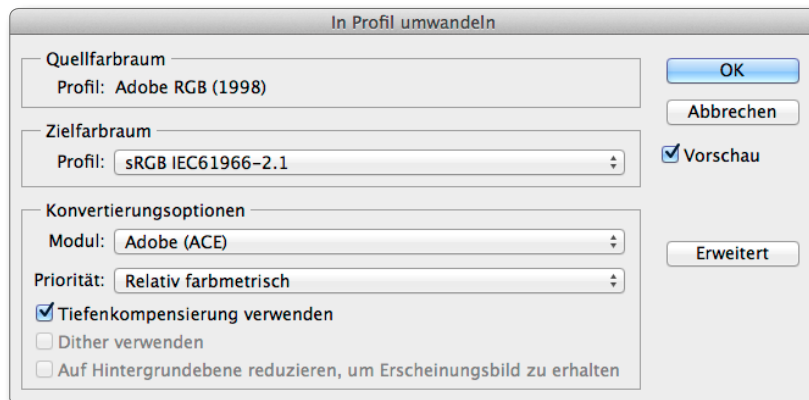 In Profil umwandeln
Quellfarbraum
Profil: Adobe RGB (1998)
Zielfarbraum
Profil: sRGB IEC61966-2.1
Konvertierungsoptionen
Modul: Adobe (ACE)
Priorität: Relativ farbmetrisch
Tiefenkompensierung verwenden
Dither verwenden
Auf Hintergrundebene reduzieren, um Erscheinungsbild zu erhalten
OK
Abbrechen
Vorschau
Erweitert